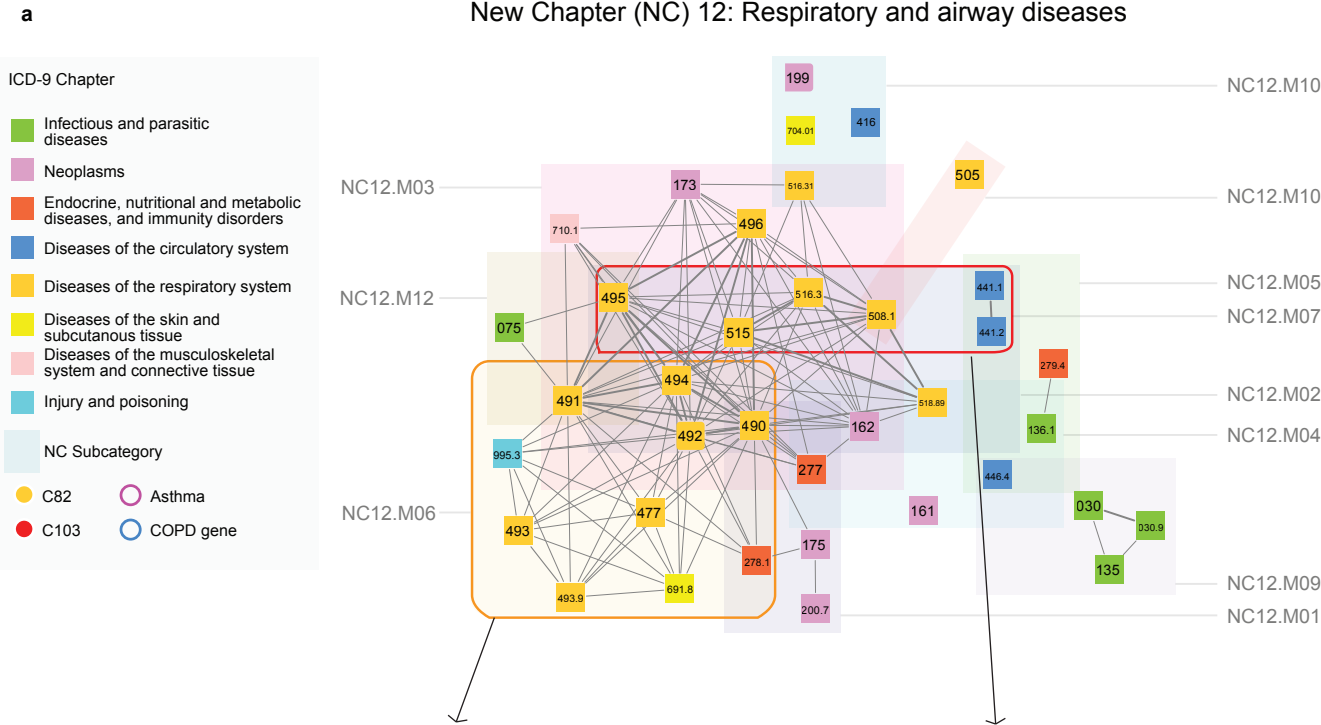 a
New Chapter (NC) 12: Respiratory and airway diseases
ICD-9 Chapter
Infectious and parasitic
diseases
Neoplasms
Endocrine, nutritional and metabolic
diseases, and immunity disorders
Diseases of the circulatory system
Diseases of the respiratory system
Diseases of the skin and
subcutanous tissue
Diseases of the musculoskeletal
system and connective tissue
Injury and poisoning
NC Subcategory
C82
Asthma
C103
COPD gene
NC12.M03
NC12.M12
NC12.M06
199
704.01
416
173
516.31
505
710.1
496
495
516.3
508.1
441.1
441.2
075
515
279.4
494
491
518.89
492
490
162
136.1
995.3
277
446.4
477
161
030
030.9
493
175
278.1
135
493.9
691.8
200.7
NC12.M10
NC12.M10
NC12.M05
NC12.M07
NC12.M02
NC12.M04
NC12.M09
NC12.M01